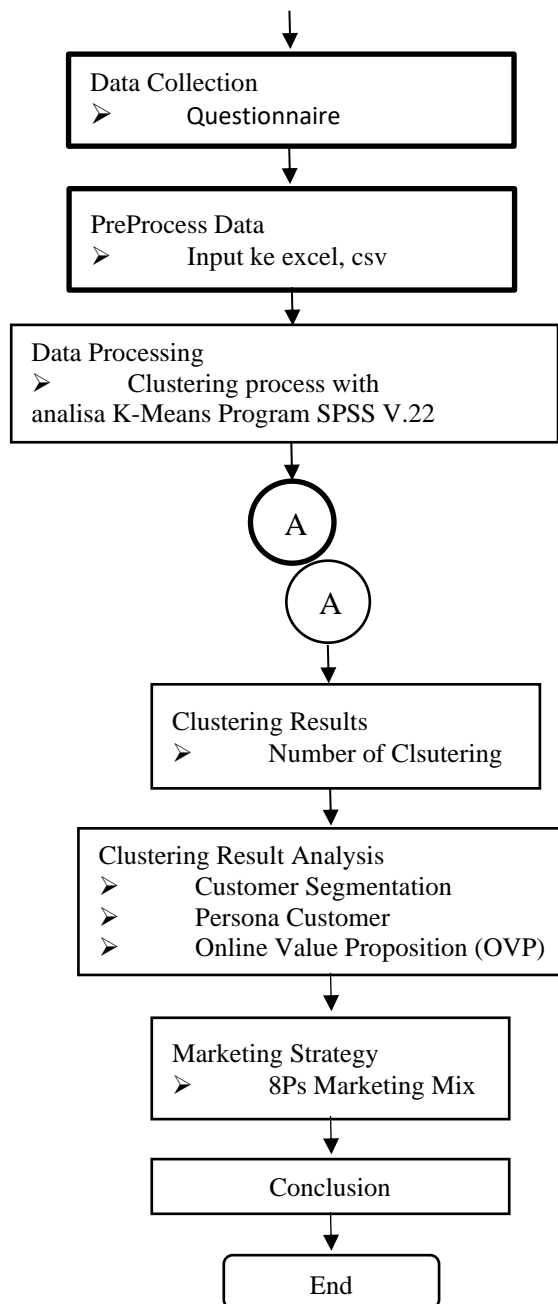 Data Collection
➢ Questionnaire
PreProcess Data
➢ Input ke excel, csv
Data Processing
➢ Clustering process with
analisa K-Means Program SPSS V.22
A
A
Clustering Results
➢ Number of Clsutering
Clustering Result Analysis
➢ Customer Segmentation
➢ Persona Customer
➢ Online Value Proposition (OVP)
Marketing Strategy
➢ 8Ps Marketing Mix
Conclusion
End